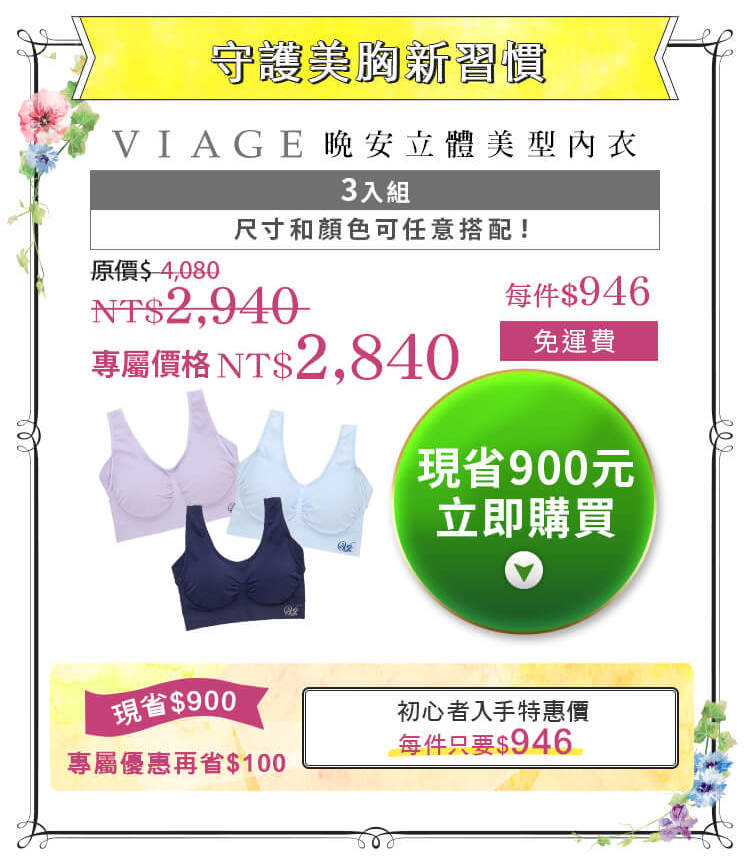 守護美胸新習慣
VIAGE 晚安立體美型內衣
3入組
尺寸和顏色可任意搭配！
原價$ 4,080
NT$2,940
每件$946
專屬價格 NT$2,840
免運費
現省900元
立即購買
現省$900
專屬優惠再省$100
初心者入手特惠價
每件只要$946